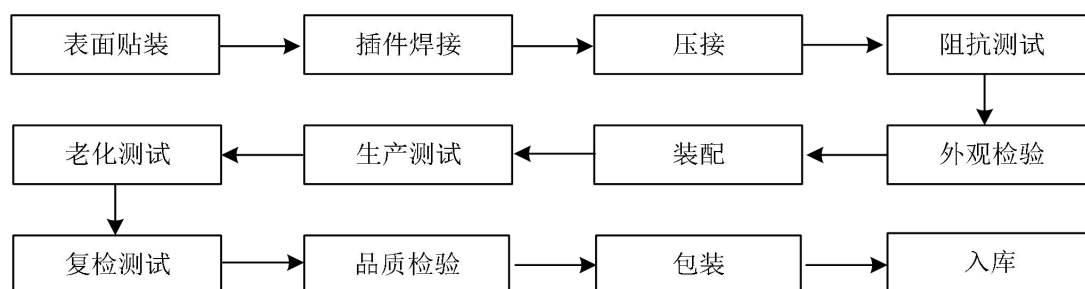 表面贴装
插件焊接
压接
阻抗测试
外观检验
装配
生产测试
老化测试
复检测试
品质检验
包装
入库